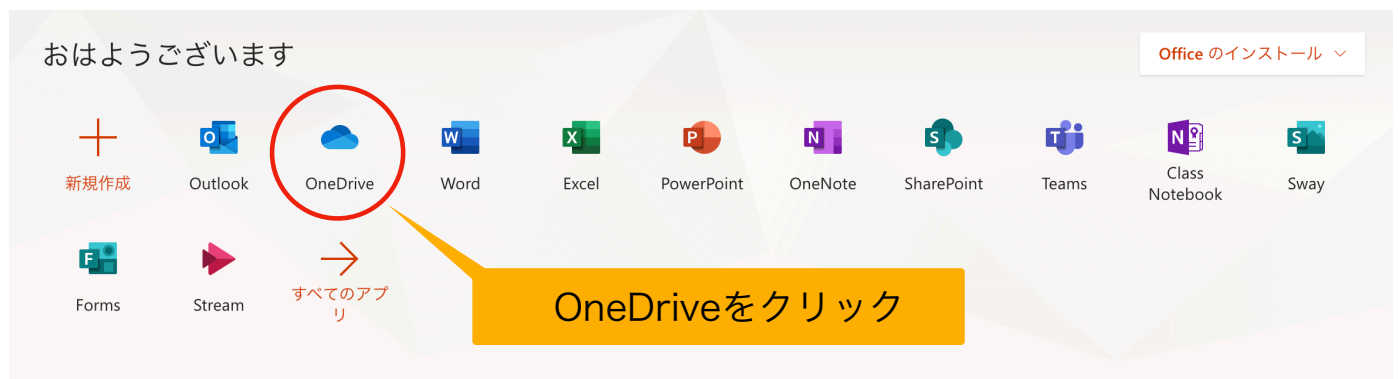 おはようございます
Office のインストール
新規作成
Outlook
OneDrive
Word
Excel
PowerPoint
OneNote
SharePoint
Teams
Class
Notebook
Sway
Forms
Stream
すべてのアプ
リ
OneDriveをクリック